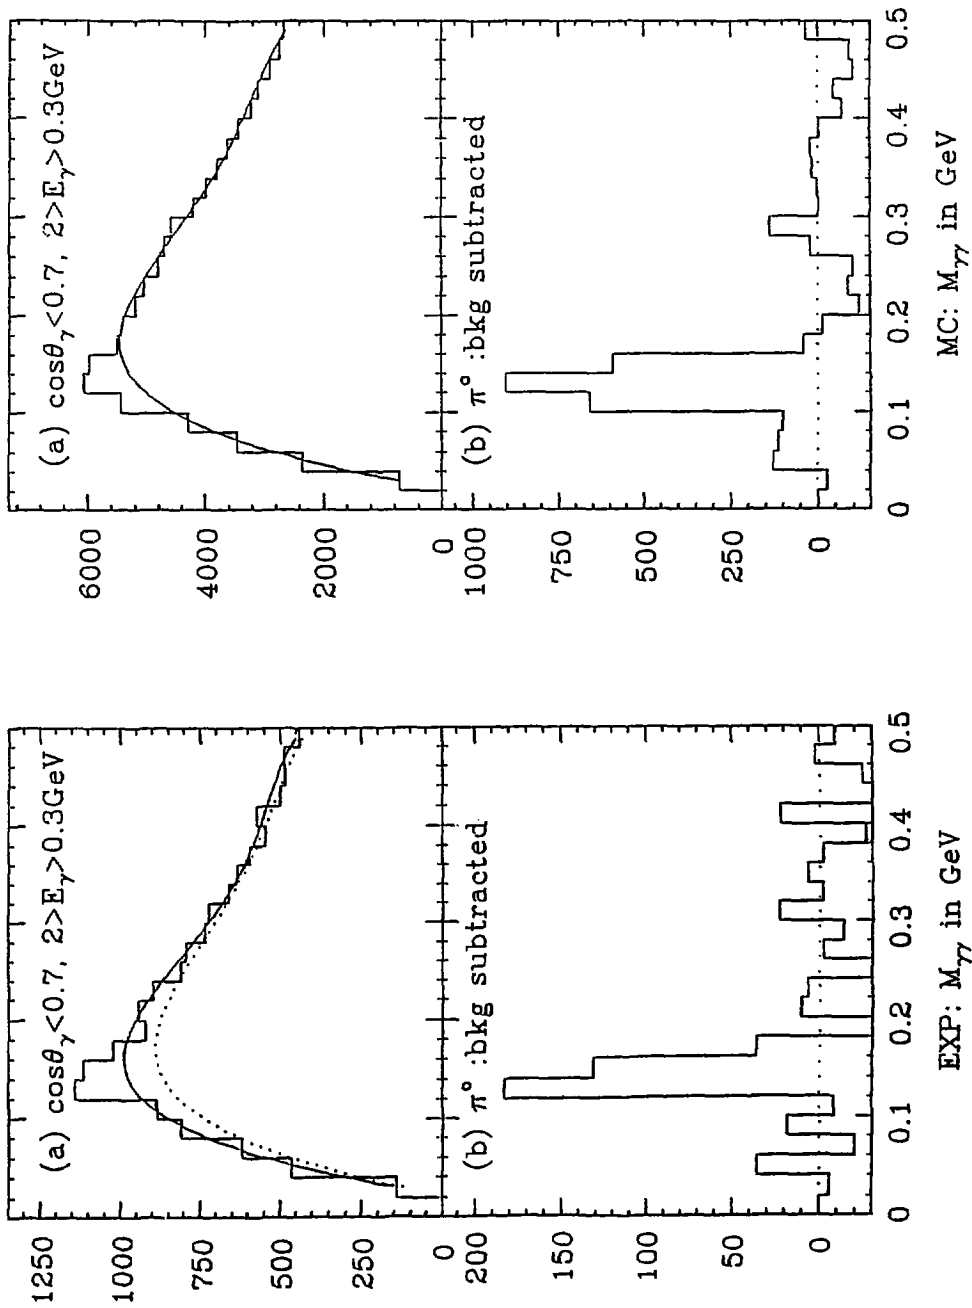 (a) cosθγ<0.7, 2>Eγ>0.3GeV
1250
1000
750
500
250
0
(b) π° :bkg subtracted
200
150
100
50
0
0 0.1 0.2 0.3 0.4 0.5
EXP: Mγγ in GeV
(a) cosθγ<0.7, 2>Eγ>0.3GeV
6000
4000
2000
0
(b) π° :bkg subtracted
1000
750
500
250
0
0 0.1 0.2 0.3 0.4 0.5
MC: Mγγ in GeV